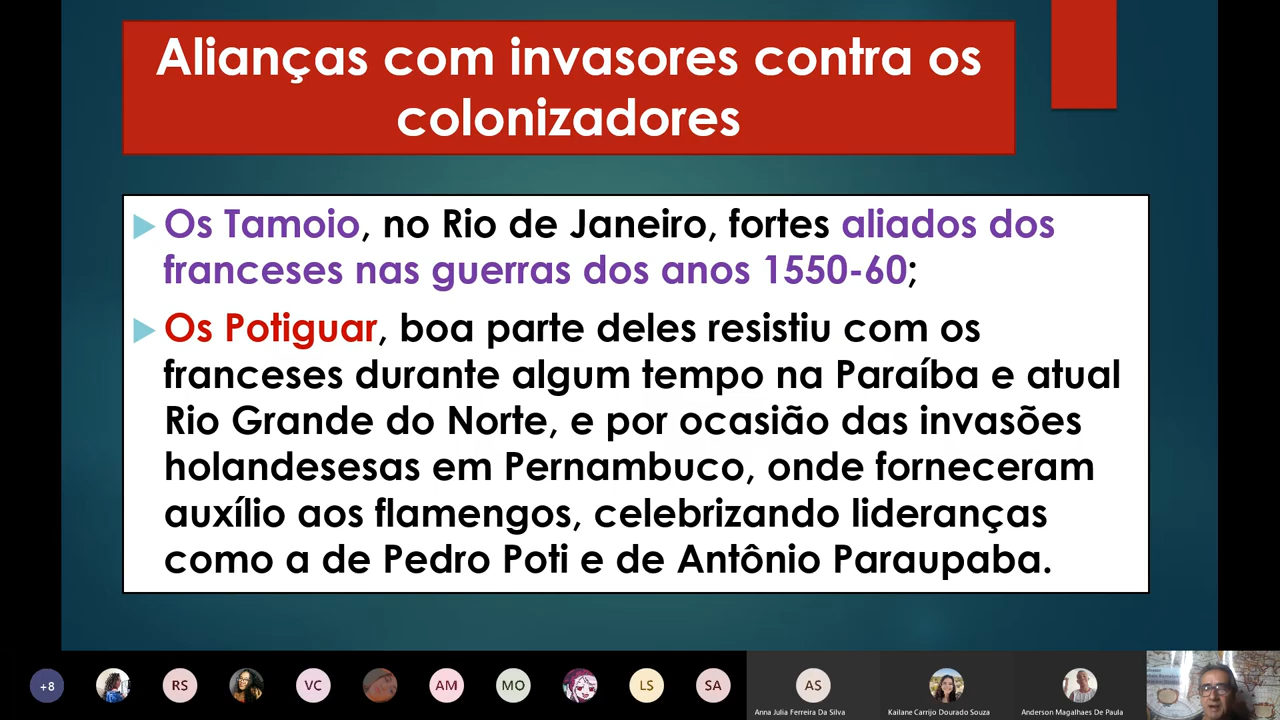 Alianças com invasores contra os
colonizadores
Os Tamoio, no Rio de Janeiro, fortes aliados dos
franceses nas guerras dos anos 1550-60;
Os Potiguar, boa parte deles resistiu com os
franceses durante algum tempo na Paraíba e atual
Rio Grande do Norte, e por ocasião das invasões
holandesesas em Pernambuco, onde forneceram
auxílio aos flamengos, celebrizando lideranças
como a de Pedro Poti e de Antônio Paraupaba.
+8
RS
VC
AM
MO
LS
SA
AS
Anna Julia Ferreira Da Silva
Kailane Carrijo Dourado Souza
Anderson Magalhaes De Paula